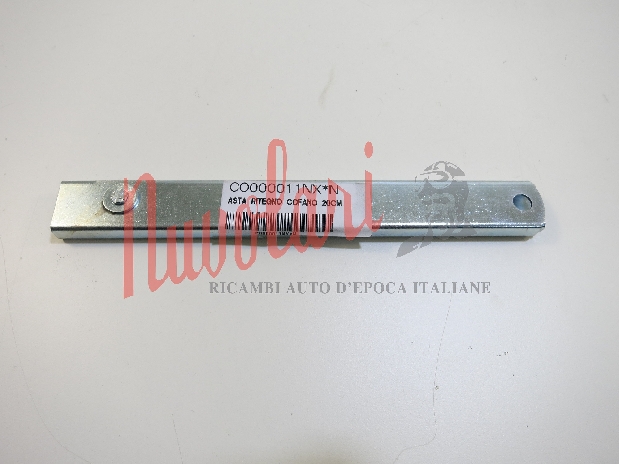 CO000011NX*N
ASTA RITEGNO COFANO 20CM
Nuvolari
RICAMBI AUTO D'EPOCA ITALIANE